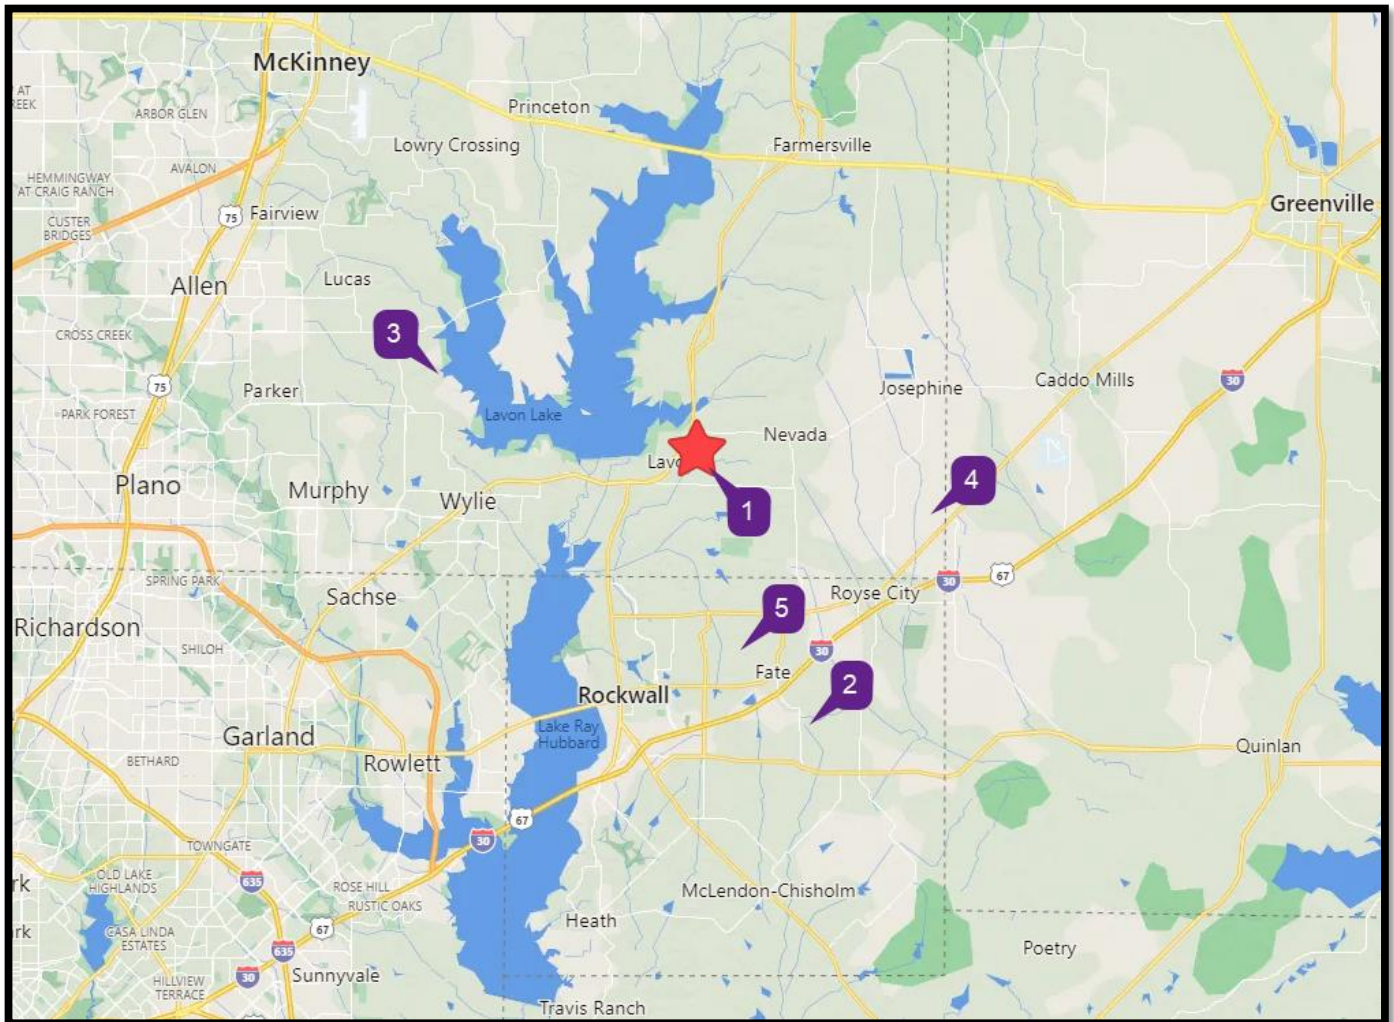 McKinney
AT
REEK
ARBOR GLEN
Princeton
Lowry Crossing
Farmersville
AVALON
HEMMINGWAY
AT CRAIG RANCH
75
Fairview
CUSTER
BRIDGES
Greenville
Allen
Lucas
3
CROSS CREEK
75
Parker
Josephine
Caddo Mills
30
PARK FOREST
Lavon Lake
Nevada
Plano
Murphy
Wylie
4
1
SPRING PARK
Sachse
30
67
Royse City
5
Richardson
SHILOH
30
Fate
2
Rockwall
Garland
Lake Ray
Hubbard
Quinlan
BETHARD
Rowlett
67
30
TOWNGATE
OLD LAKE
HIGHLANDS
635
ROSE HILL
RUSTIC OAKS
rk
McLendon-Chisholm
67
Heath
rk
CASA LINDA
ESTATES
635
Poetry
30
Sunnyvale
HILLVIEW
TERRACE
Travis Ranch